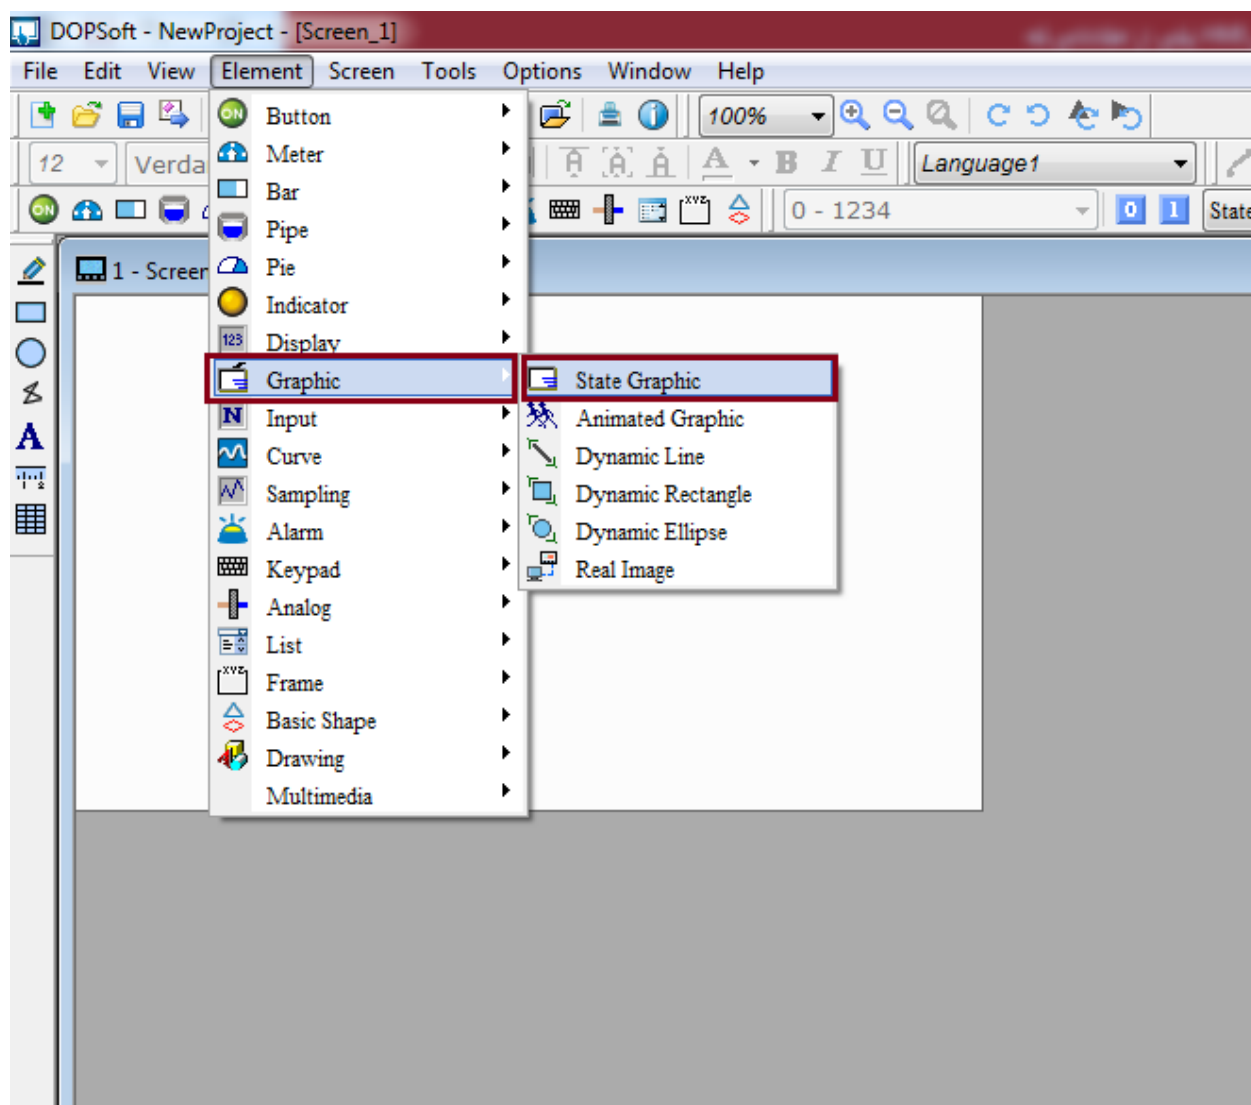 DOPSoft - NewProject - [Screen_1]
File Edit View Element Screen Tools Options Window Help
100%
12 Verda Language1
0 - 1234 0 1 State
1 - Screen
Button
Meter
Bar
Pipe
Pie
Indicator
Display
Graphic
Input
Curve
Sampling
Alarm
Keypad
Analog
List
Frame
Basic Shape
Drawing
Multimedia
State Graphic
Animated Graphic
Dynamic Line
Dynamic Rectangle
Dynamic Ellipse
Real Image